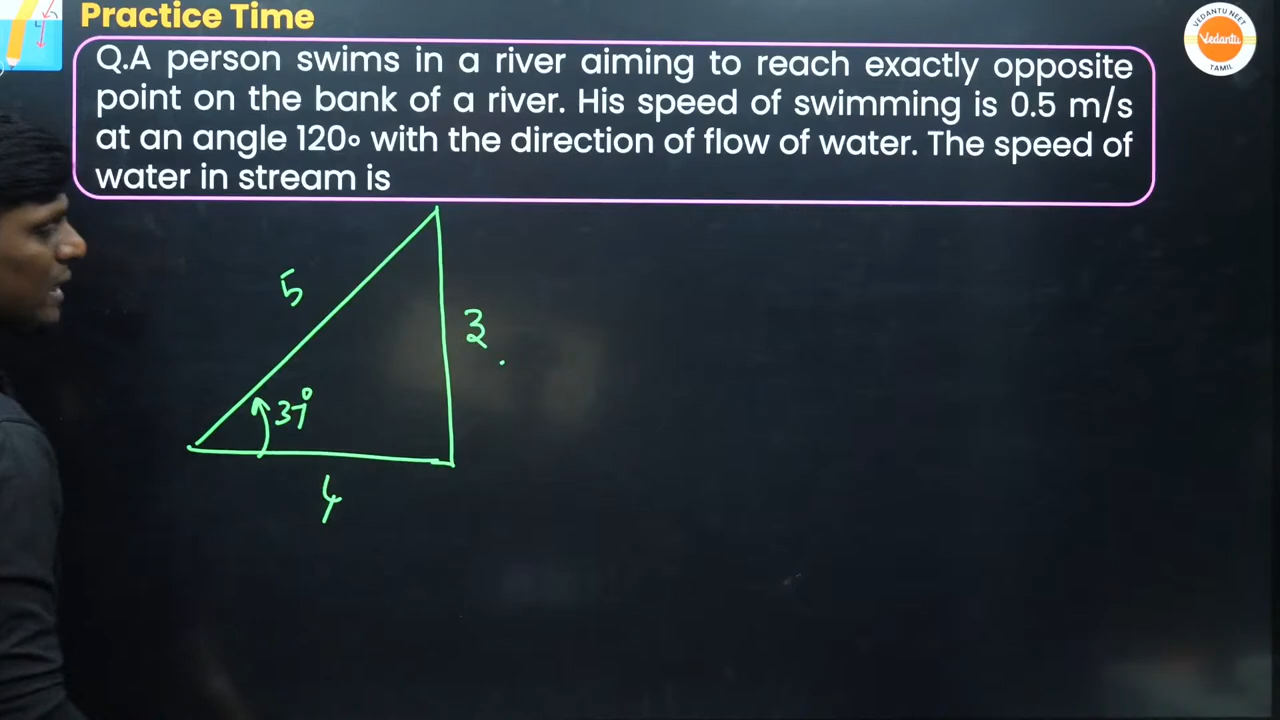 Practice Time
VEDANTU NEET
Vedantu
TAMIL
Q.A person swims in a river aiming to reach exactly opposite
point on the bank of a river. His speed of swimming is 0.5 m/s
at an angle 120° with the direction of flow of water. The speed of
water in stream is
5
3
37°
4